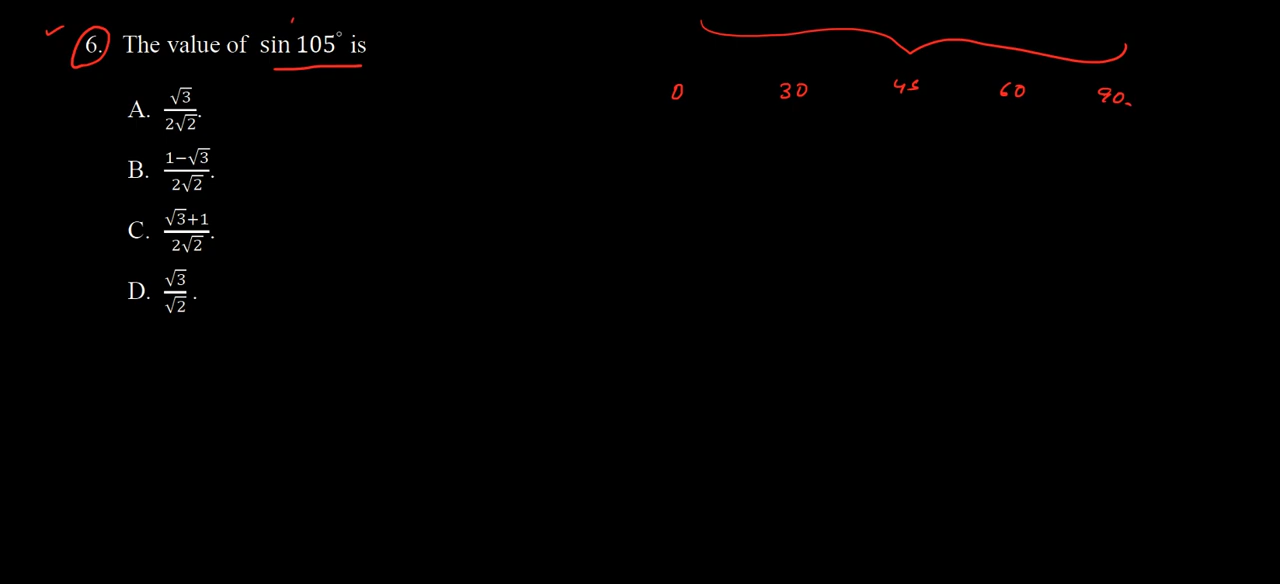 6. The value of sin 105° is
0 30 45 60 90
A. √3/2√2.
B. 1−√3/2√2.
C. √3+1/2√2.
D. √3/√2.